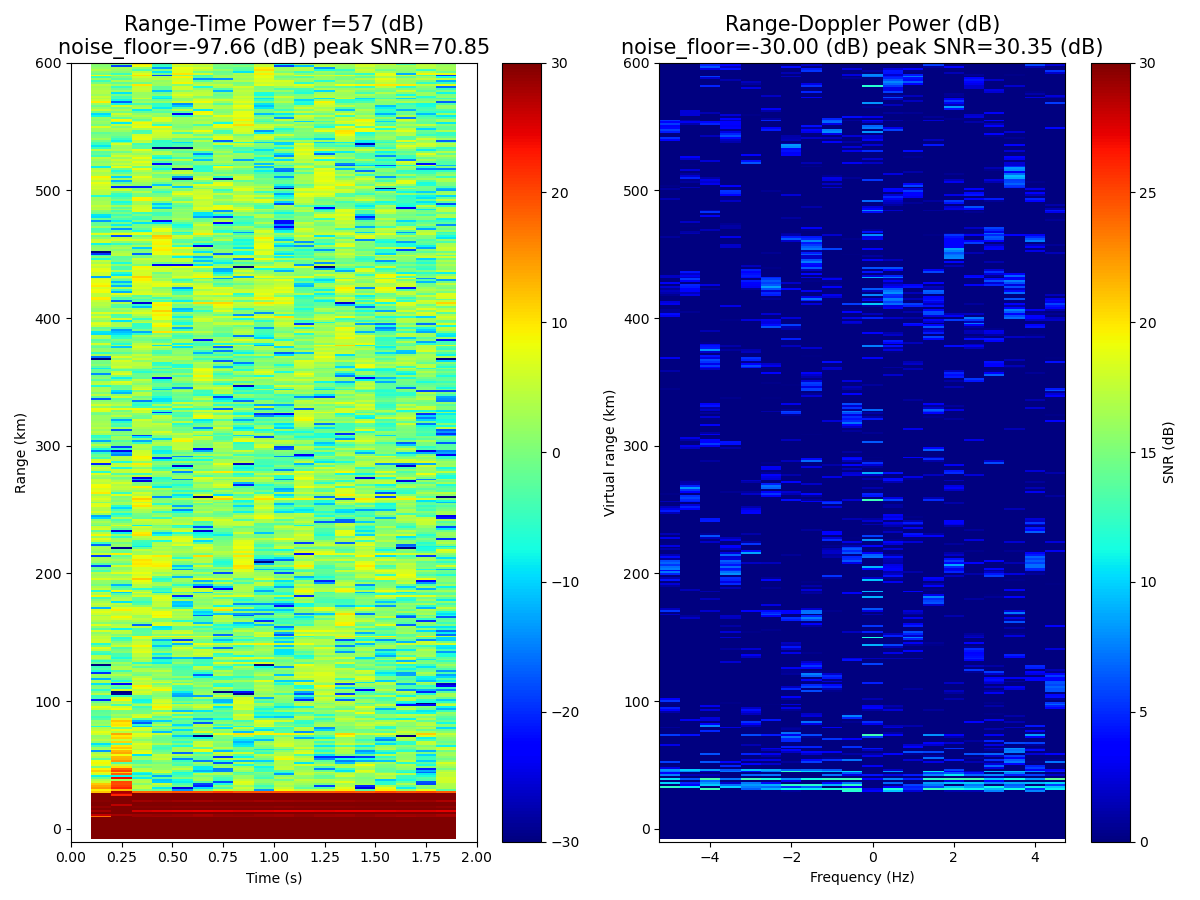 Range-Time Power f=57 (dB)
noise_floor=-97.66 (dB) peak SNR=70.85
600
500
400
300
200
100
0
Range (km)
0.00 0.25 0.50 0.75 1.00 1.25 1.50 1.75 2.00
Time (s)
30
20
10
0
−10
−20
−30
Range-Doppler Power (dB)
noise_floor=-30.00 (dB) peak SNR=30.35 (dB)
600
500
400
300
200
100
0
Virtual range (km)
−4 −2 0 2 4
Frequency (Hz)
30
25
20
15
10
5
0
SNR (dB)